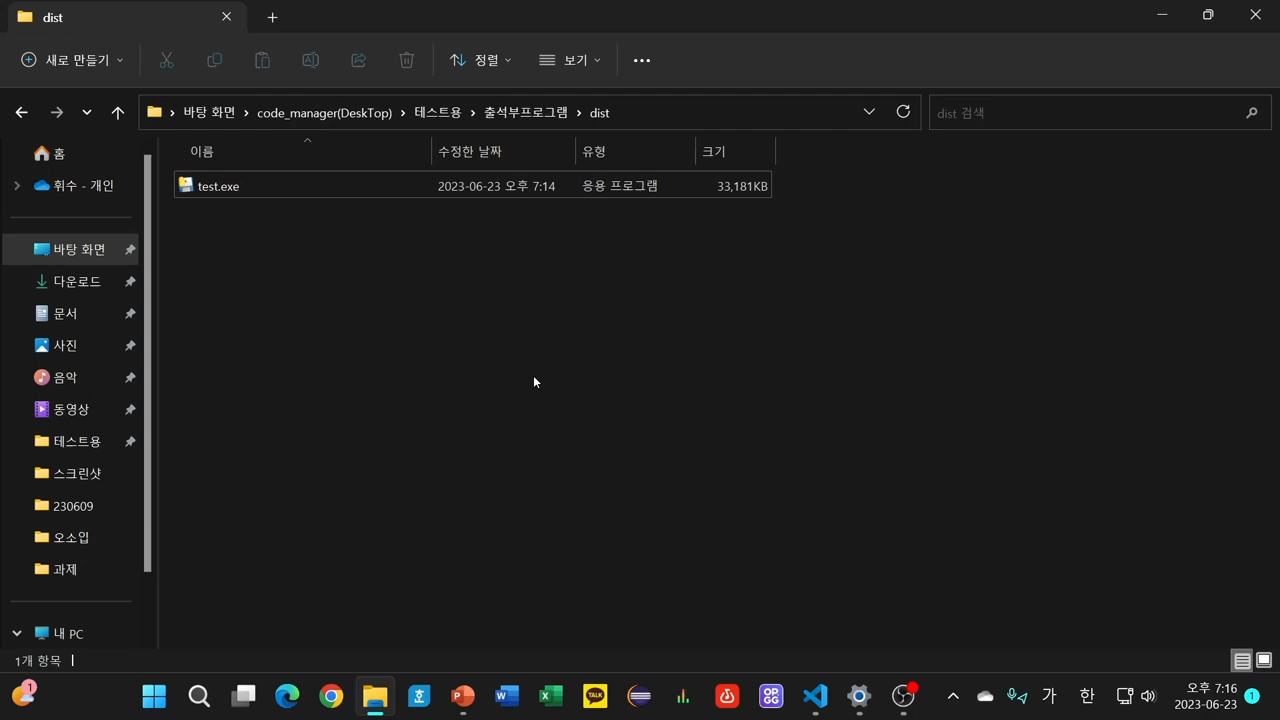 dist
새로 만들기
정렬
보기
바탕 화면 code_manager(DeskTop) 테스트용 출석부프로그램 dist
dist 검색
홈
휘수 - 개인
바탕 화면
다운로드
문서
사진
음악
동영상
테스트용
스크린샷
230609
오소입
과제
내 PC
이름 수정한 날짜 유형 크기
test.exe 2023-06-23 오후 7:14 응용 프로그램 33,181KB
1개 항목
1
TALK
OP.GG
가
한
오후 7:16
2023-06-23
1